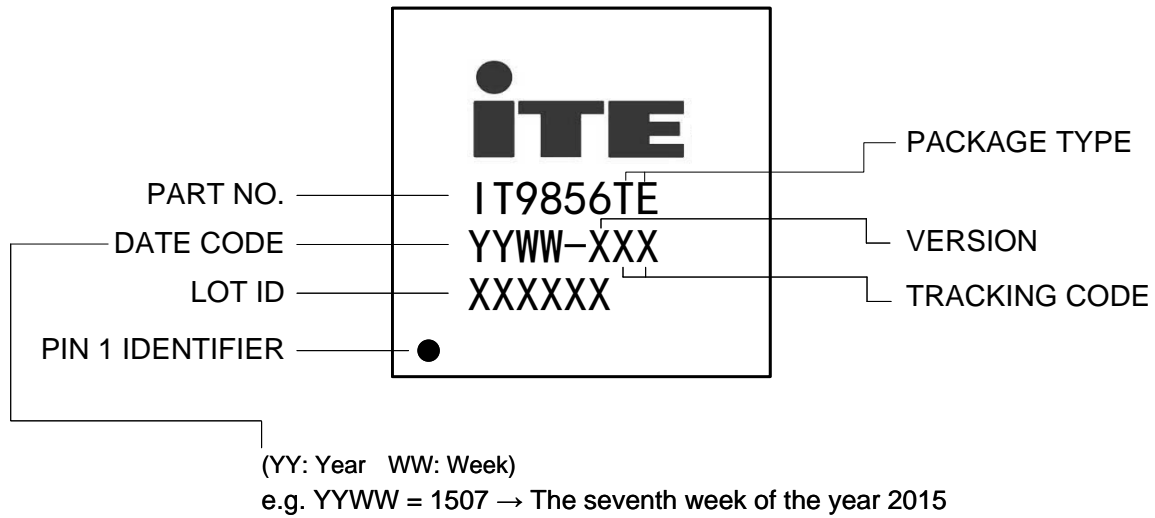 iTE
PACKAGE TYPE
PART NO.
IT9856TE
DATE CODE
YYWW-XXX
VERSION
LOT ID
XXXXXX
TRACKING CODE
PIN 1 IDENTIFIER
(YY: Year WW: Week)
e.g. YYWW = 1507 → The seventh week of the year 2015